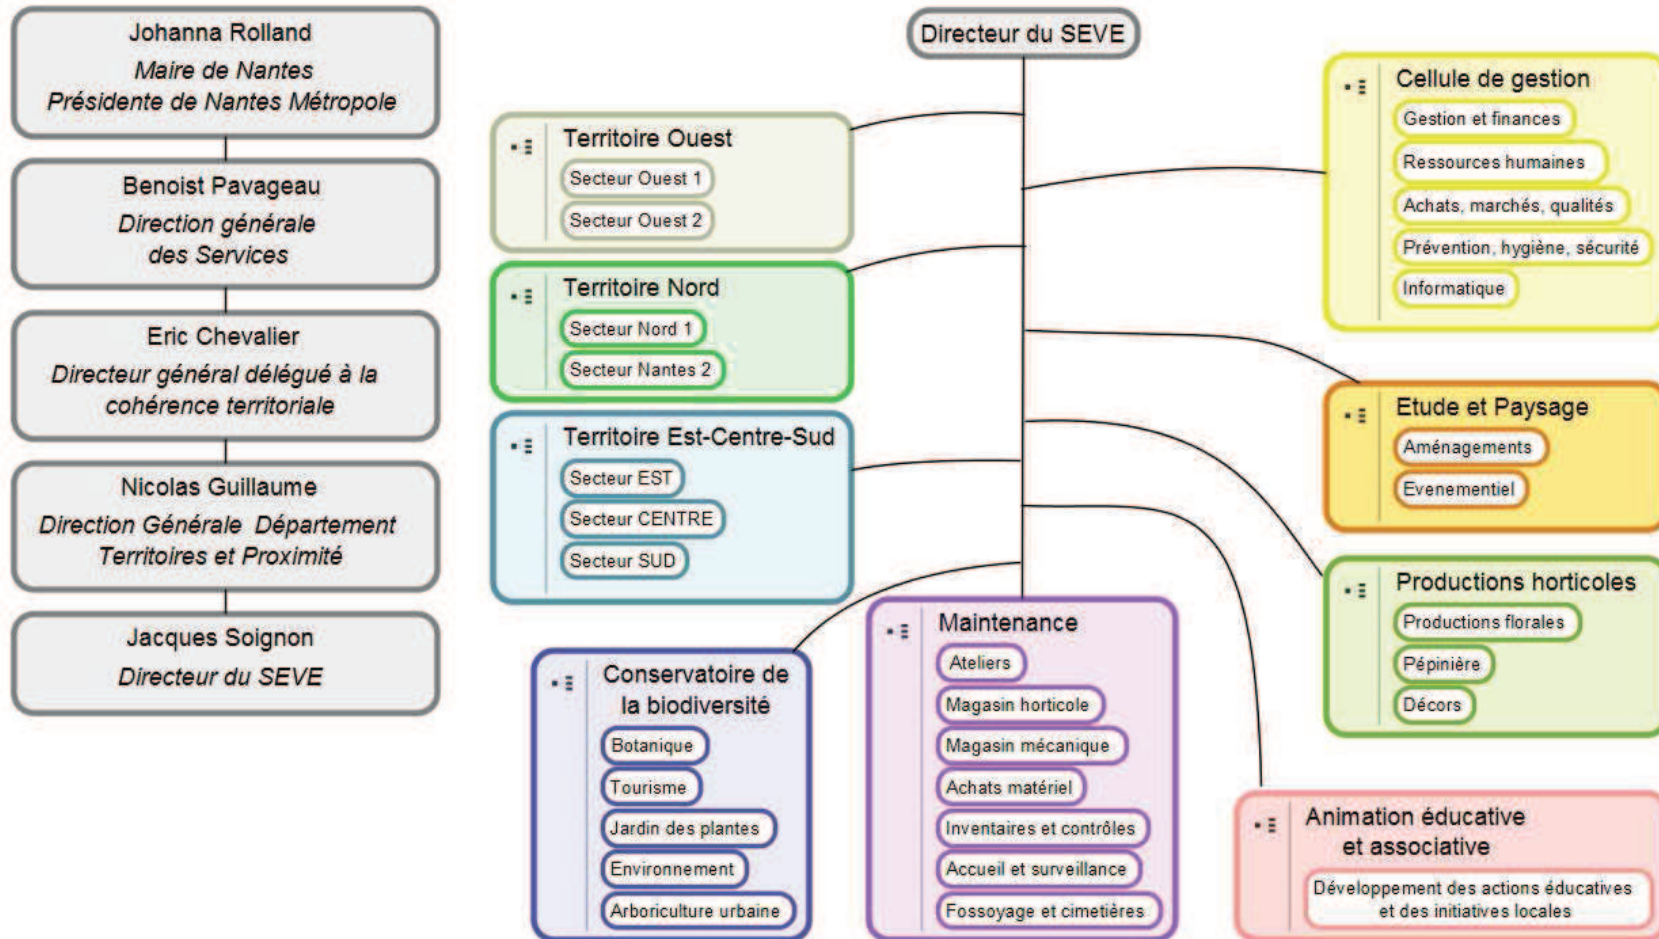 Johanna Rolland
Maire de Nantes
Présidente de Nantes Métropole
Benoist Pavageau
Direction générale
des Services
Eric Chevalier
Directeur général délégué à la
cohérence territoriale
Nicolas Guillaume
Direction Générale Département
Territoires et Proximité
Jacques Soignon
Directeur du SEVE
Directeur du SEVE
Territoire Ouest
Secteur Ouest 1
Secteur Ouest 2
Territoire Nord
Secteur Nord 1
Secteur Nantes 2
Territoire Est-Centre-Sud
Secteur EST
Secteur CENTRE
Secteur SUD
Conservatoire de
la biodiversité
Botanique
Tourisme
Jardin des plantes
Environnement
Arboriculture urbaine
Maintenance
Ateliers
Magasin horticole
Magasin mécanique
Achats matériel
Inventaires et contrôles
Accueil et surveillance
Fossoyage et cimetières
Cellule de gestion
Gestion et finances
Ressources humaines
Achats, marchés, qualités
Prévention, hygiène, sécurité
Informatique
Etude et Paysage
Aménagements
Evenementiel
Productions horticoles
Productions florales
Pépinière
Décors
Animation éducative
et associative
Développement des actions éducatives
et des initiatives locales